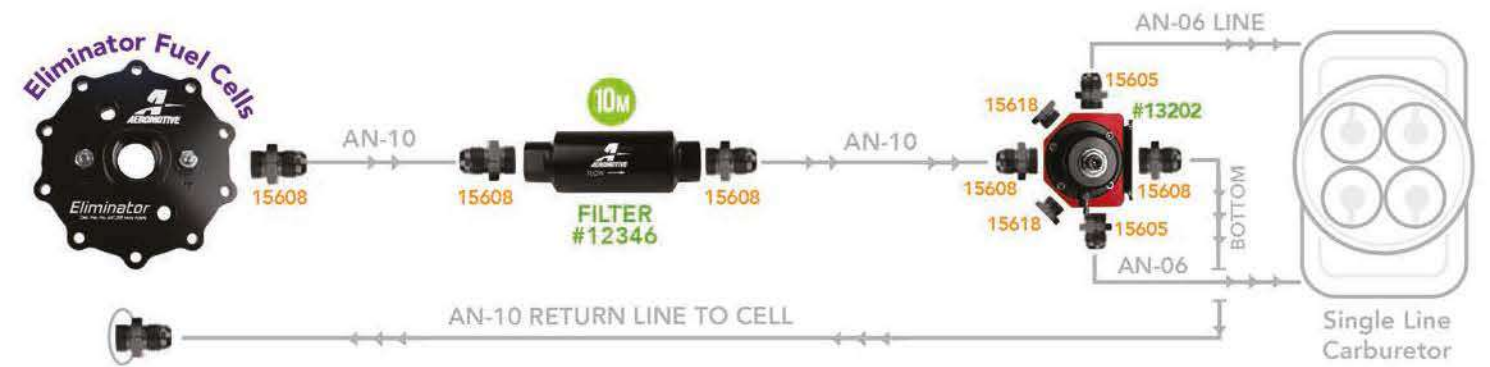 Eliminator Fuel Cells
AEROMOTIVE
Eliminator
15608
AN-10
15608
10M
AEROMOTIVE
FLOW
FILTER
#12346
15608
AN-10
15608
15618
15605
#13202
15608
15618
15605
AN-06 LINE
BOTTOM
AN-06
AN-10 RETURN LINE TO CELL
Single Line
Carburetor